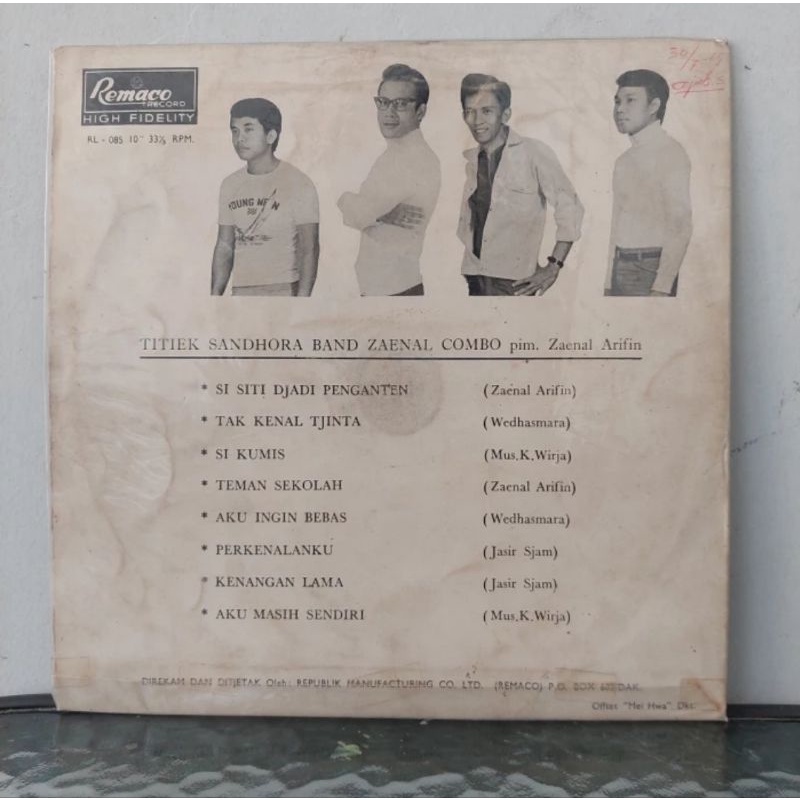 Remaco
RECORD
HIGH FIDELITY
RL - 085 10" 33⅓ RPM.
YOUNG
TITIEK SANDHORA BAND ZAENAL COMBO pim. Zaenal Arifin
* SI SITI DJADI PENGANTEN (Zaenal Arifin)
* TAK KENAL TJINTA (Wedhasmara)
* SI KUMIS (Mus.K.Wirja)
* TEMAN SEKOLAH (Zaenal Arifin)
* AKU INGIN BEBAS (Wedhasmara)
* PERKENALANKU (Jasir Sjam)
* KENANGAN LAMA (Jasir Sjam)
* AKU MASIH SENDIRI (Mus.K.Wirja)
DIREKAM DAN DITJETAK Oleh: REPUBLIK MANUFACTURING CO. LTD. (REMACO) P.O. BOX DAK.
Offset "Mei Hwa" Dkt.